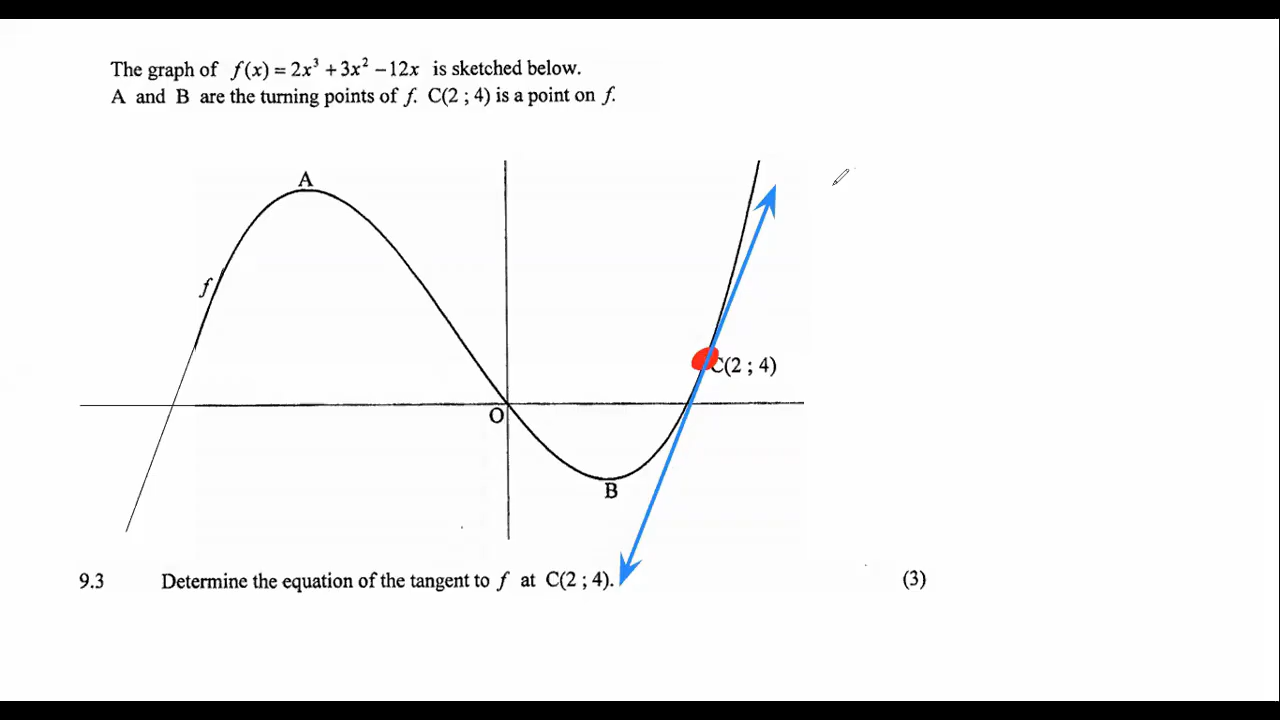 The graph of f(x) = 2x³ + 3x² − 12x is sketched below.
A and B are the turning points of f. C(2 ; 4) is a point on f.
A
f
C(2 ; 4)
O
B
9.3 Determine the equation of the tangent to f at C(2 ; 4). (3)